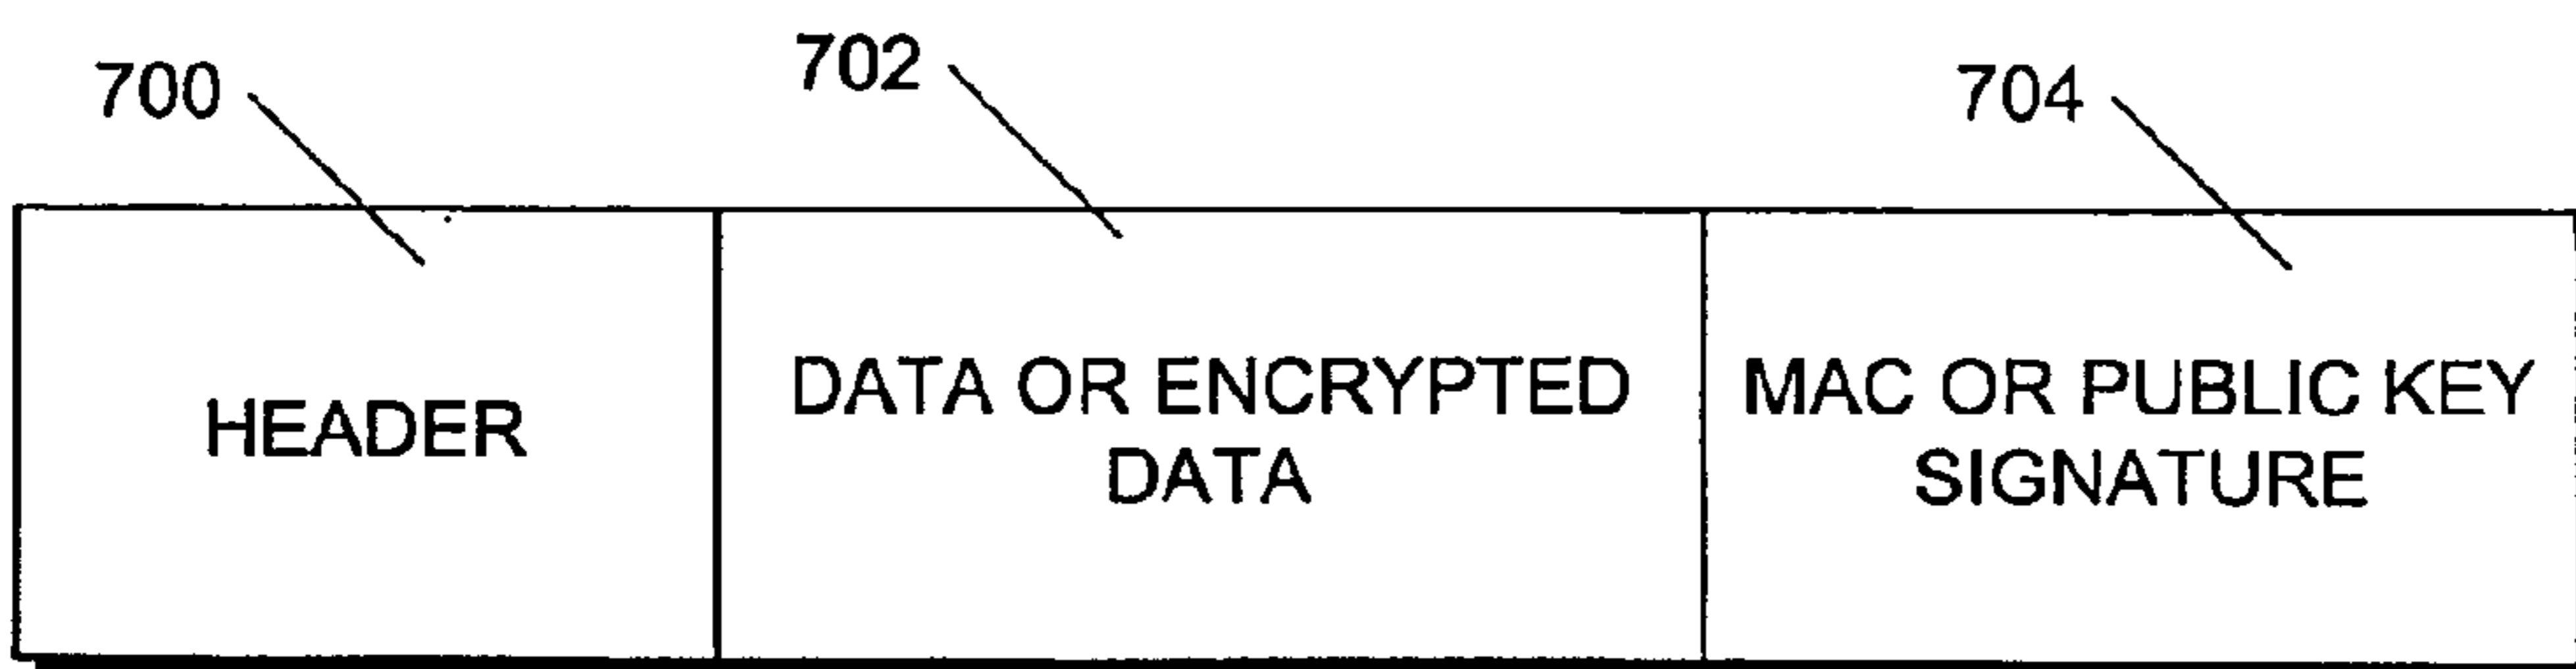 700
702
704
HEADER
DATA OR ENCRYPTED
DATA
MAC OR PUBLIC KEY
SIGNATURE